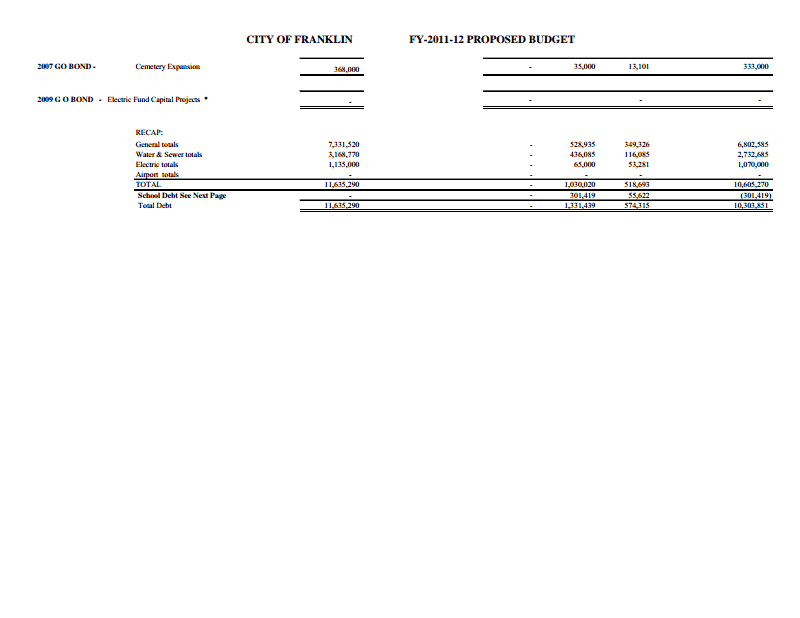 CITY OF FRANKLIN FY-2011-12 PROPOSED BUDGET
2007 GO BOND - Cemetery Expansion 368,000 - 35,000 13,101 333,000
2009 G O BOND - Electric Fund Capital Projects * - - - -
RECAP:
General totals 7,331,520 - 528,935 349,326 6,802,585
Water & Sewer totals 3,168,770 - 436,085 116,085 2,732,685
Electric totals 1,135,000 - 65,000 53,281 1,070,000
Airport totals - - - - -
TOTAL 11,635,290 - 1,030,020 518,693 10,605,270
School Debt See Next Page - - 301,419 55,622 (301,419)
Total Debt 11,635,290 - 1,331,439 574,315 10,303,851